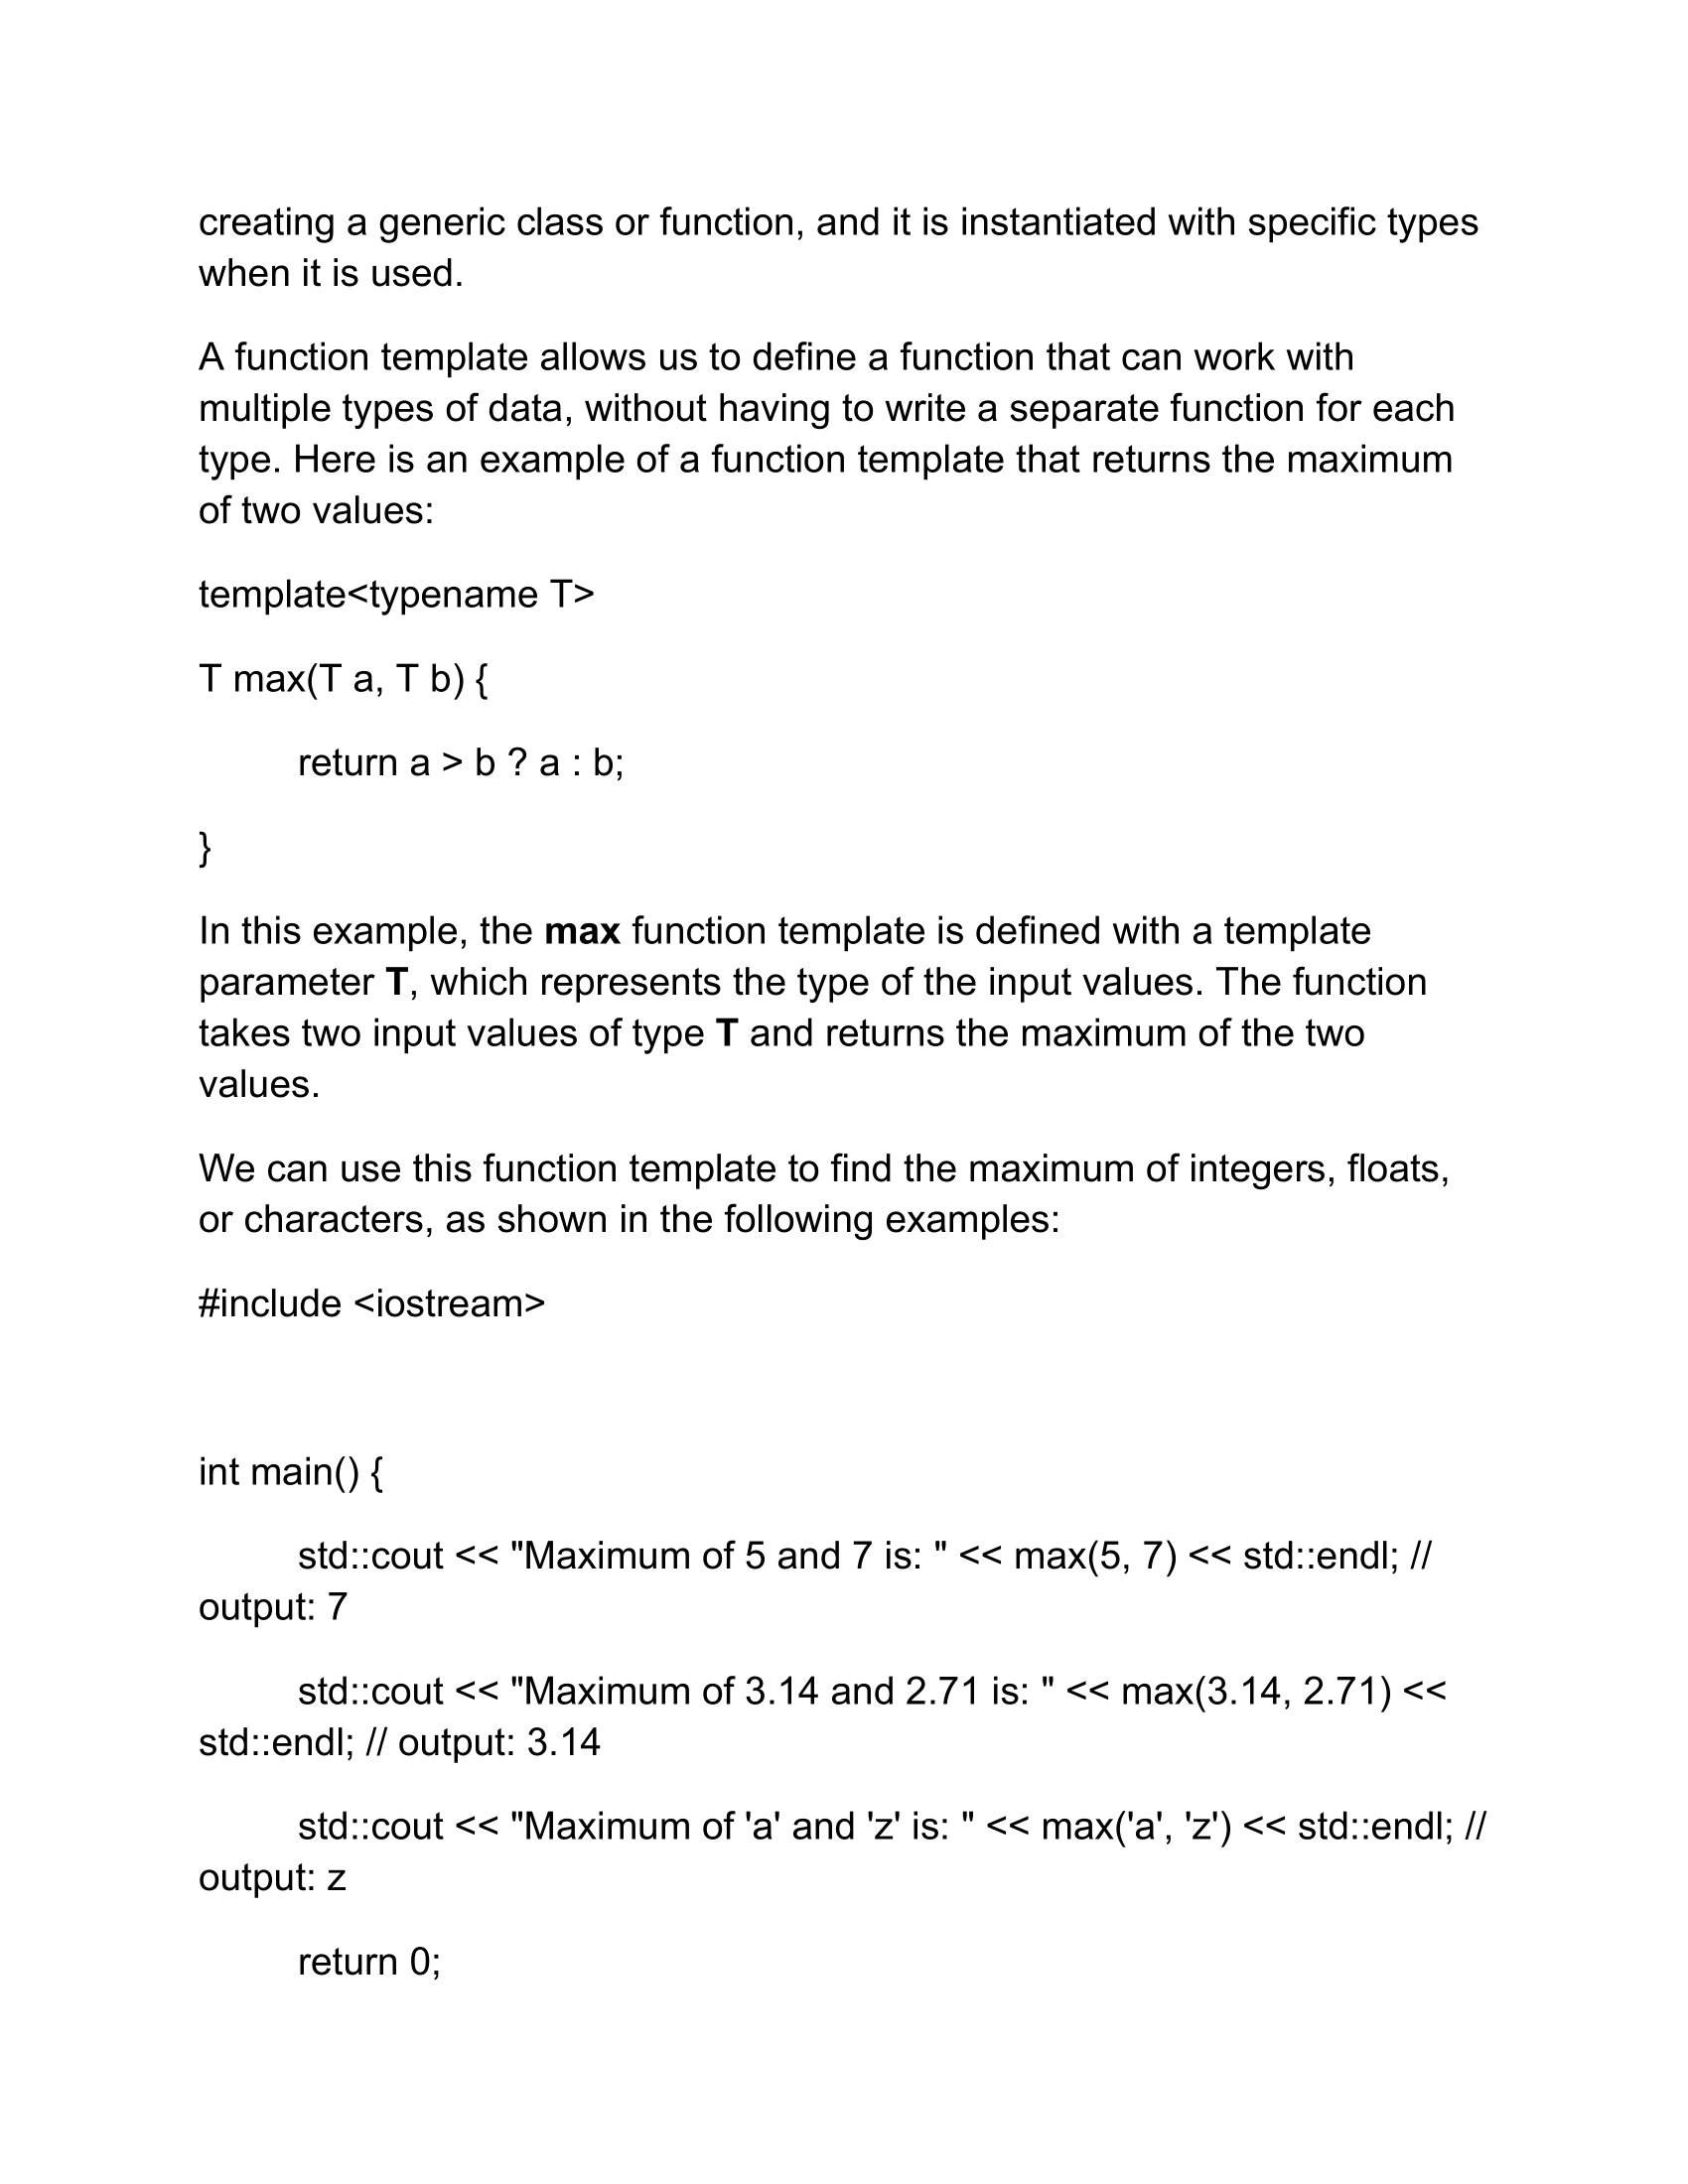 creating a generic class or function, and it is instantiated with specific types
when it is used.
A function template allows us to define a function that can work with
multiple types of data, without having to write a separate function for each
type. Here is an example of a function template that returns the maximum
of two values:
template<typename T>
T max(T a, T b) {
return a > b ? a : b;
}
In this example, the max function template is defined with a template
parameter T, which represents the type of the input values. The function
takes two input values of type T and returns the maximum of the two
values.
We can use this function template to find the maximum of integers, floats,
or characters, as shown in the following examples:
#include <iostream>
int main() {
std::cout << "Maximum of 5 and 7 is: " << max(5, 7) << std::endl; //
output: 7
std::cout << "Maximum of 3.14 and 2.71 is: " << max(3.14, 2.71) <<
std::endl; // output: 3.14
std::cout << "Maximum of 'a' and 'z' is: " << max('a', 'z') << std::endl; //
output: z
return 0;